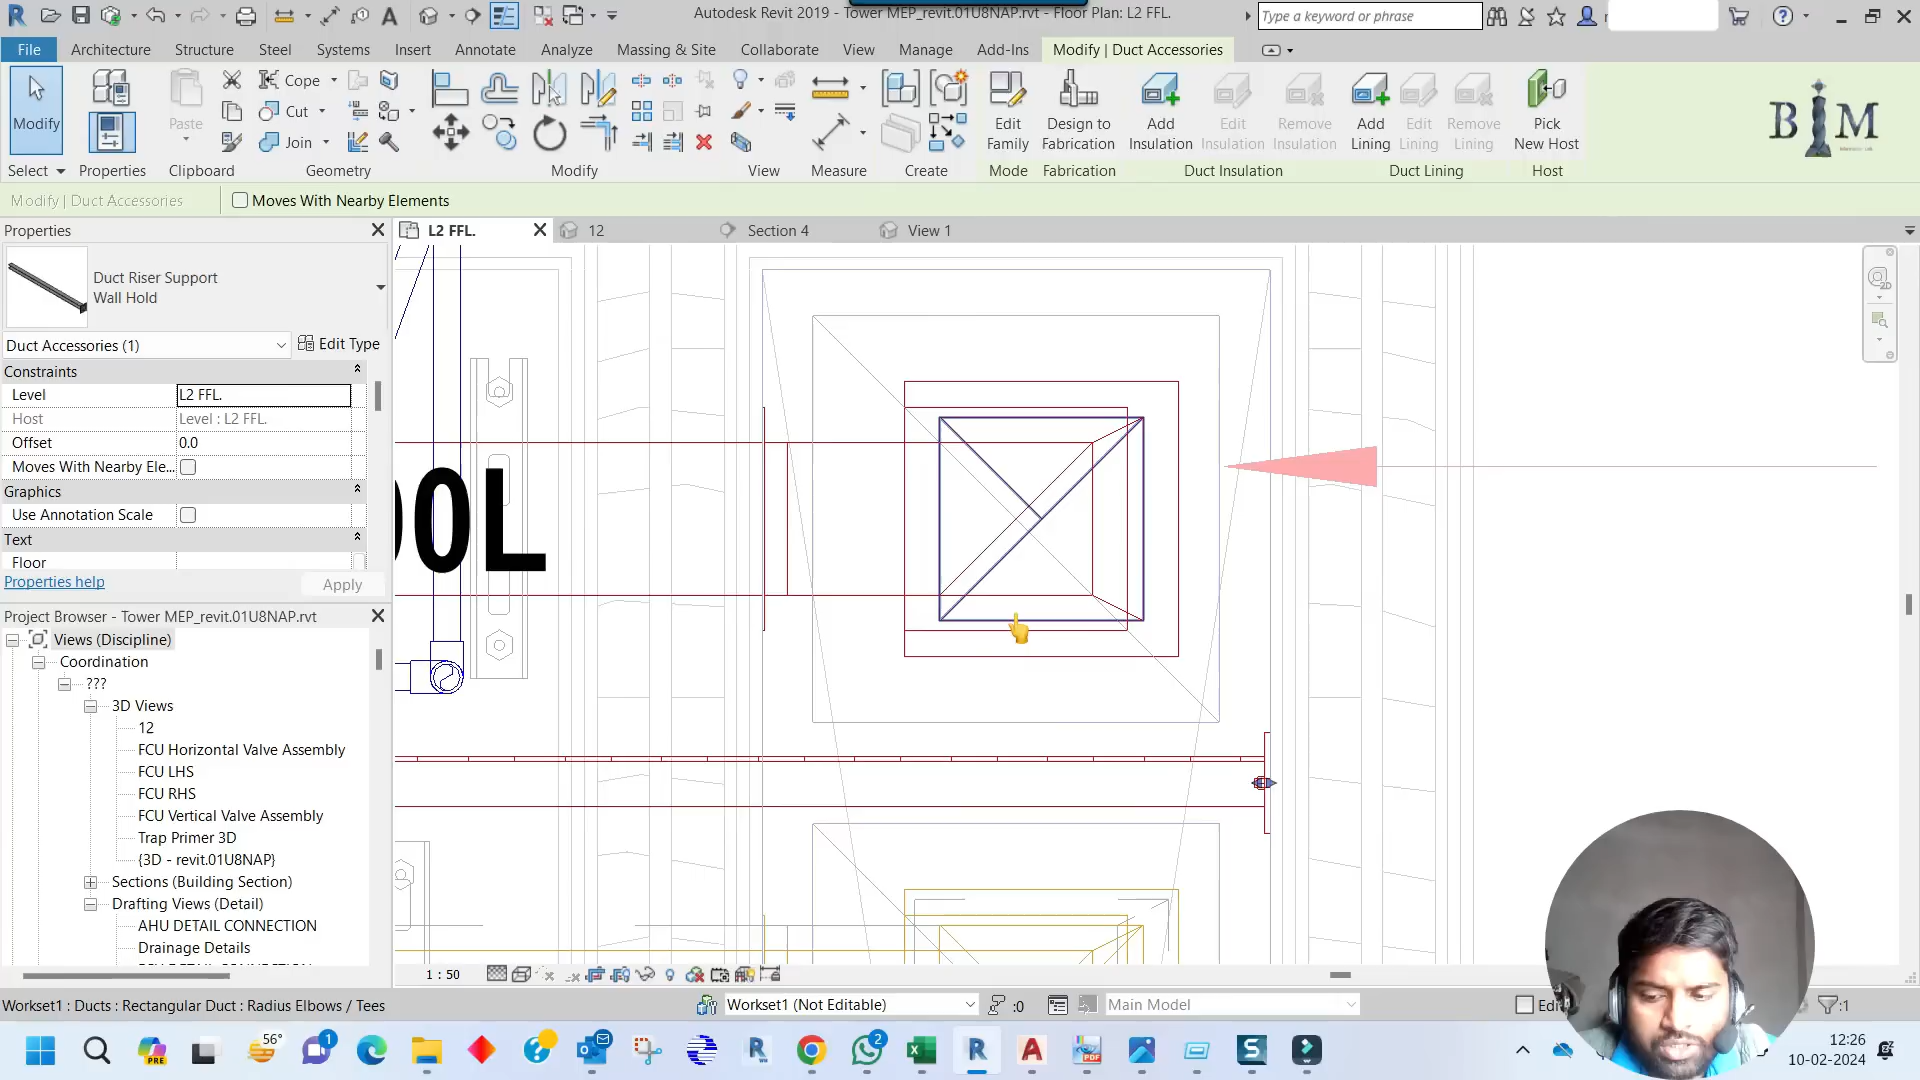 Autodesk Revit 2019 - Tower MEP_revit.01U8NAP.rvt - Floor Plan: L2 FFL.
Type a keyword or phrase
File
Architecture
Structure
Steel
Systems
Insert
Annotate
Analyze
Massing & Site
Collaborate
View
Manage
Add-Ins
Modify | Duct Accessories
Modify
Paste
Cope
Cut
Join
Edit Family
Design to Fabrication
Add Insulation
Edit Insulation
Remove Insulation
Add Lining
Edit Lining
Remove Lining
Pick New Host
BIM
Select
Properties
Clipboard
Geometry
Modify
View
Measure
Create
Mode
Fabrication
Duct Insulation
Duct Lining
Host
Modify | Duct Accessories
Moves With Nearby Elements
Properties
Duct Riser Support
Wall Hold
Duct Accessories (1)
Edit Type
Constraints
Level L2 FFL.
Host Level : L2 FFL.
Offset 0.0
Moves With Nearby Ele...
Graphics
Use Annotation Scale
Text
Floor
Properties help
Apply
Project Browser - Tower MEP_revit.01U8NAP.rvt
Views (Discipline)
Coordination
???
3D Views
12
FCU Horizontal Valve Assembly
FCU LHS
FCU RHS
FCU Vertical Valve Assembly
Trap Primer 3D
{3D - revit.01U8NAP}
Sections (Building Section)
Drafting Views (Detail)
AHU DETAIL CONNECTION
Drainage Details
L2 FFL.
12
Section 4
View 1
OOL
2D
1 : 50
Workset1 : Ducts : Rectangular Duct : Radius Elbows / Tees
Workset1 (Not Editable)
:0
Main Model
:1
56°
PRE
1
2
12:26
10-02-2024